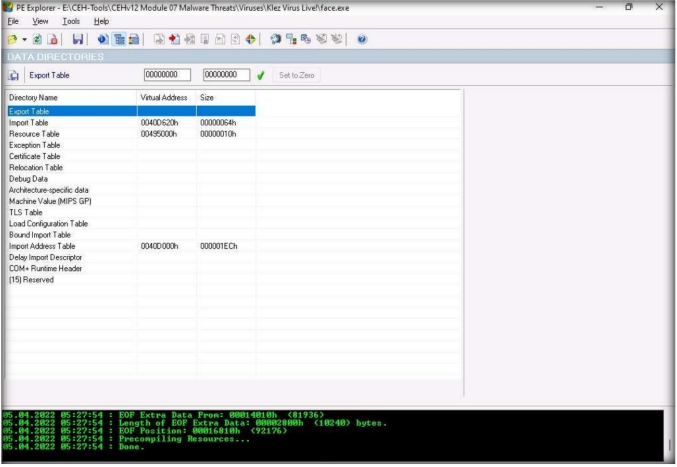 PE Explorer - E:\CEH-Tools\CEHv12 Module 07 Malware Threats\Viruses\Klez Virus Live!\face.exe
File View Tools Help
DATA DIRECTORIES
Export Table 00000000 00000000 Set to Zero
Directory Name Virtual Address Size
Export Table
Import Table 0040D620h 00000064h
Resource Table 00495000h 00000010h
Exception Table
Certificate Table
Relocation Table
Debug Data
Architecture-specific data
Machine Value (MIPS GP)
TLS Table
Load Configuration Table
Bound Import Table
Import Address Table 0040D000h 000001ECh
Delay Import Descriptor
COM+ Runtime Header
(15) Reserved
05.04.2022 05:27:54 : EOF Extra Data From: 00014010h (81936)
05.04.2022 05:27:54 : Length of EOF Extra Data: 00002800h (10240) bytes.
05.04.2022 05:27:54 : EOF Position: 00016810h (92176)
05.04.2022 05:27:54 : Precompiling Resources...
05.04.2022 05:27:54 : Done.